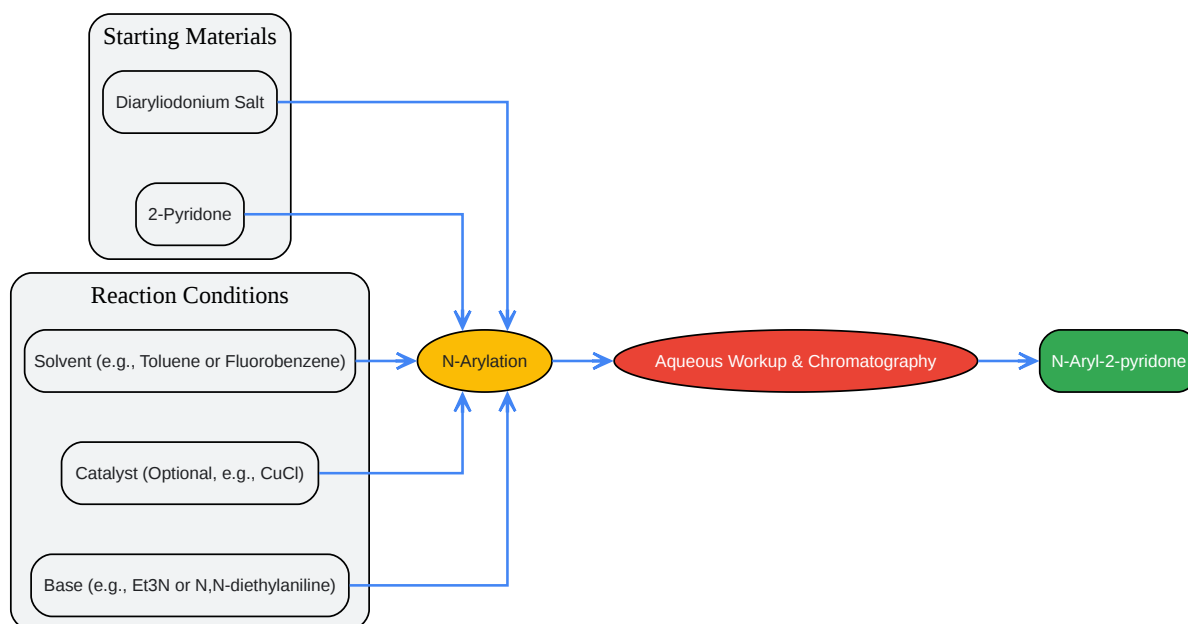 Starting Materials
Diaryliodonium Salt
2-Pyridone
Reaction Conditions
Solvent (e.g., Toluene or Fluorobenzene)
N-Arylation
Aqueous Workup & Chromatography
N-Aryl-2-pyridone
Catalyst (Optional, e.g., CuCl)
Base (e.g., Et3N or N,N-diethylaniline)